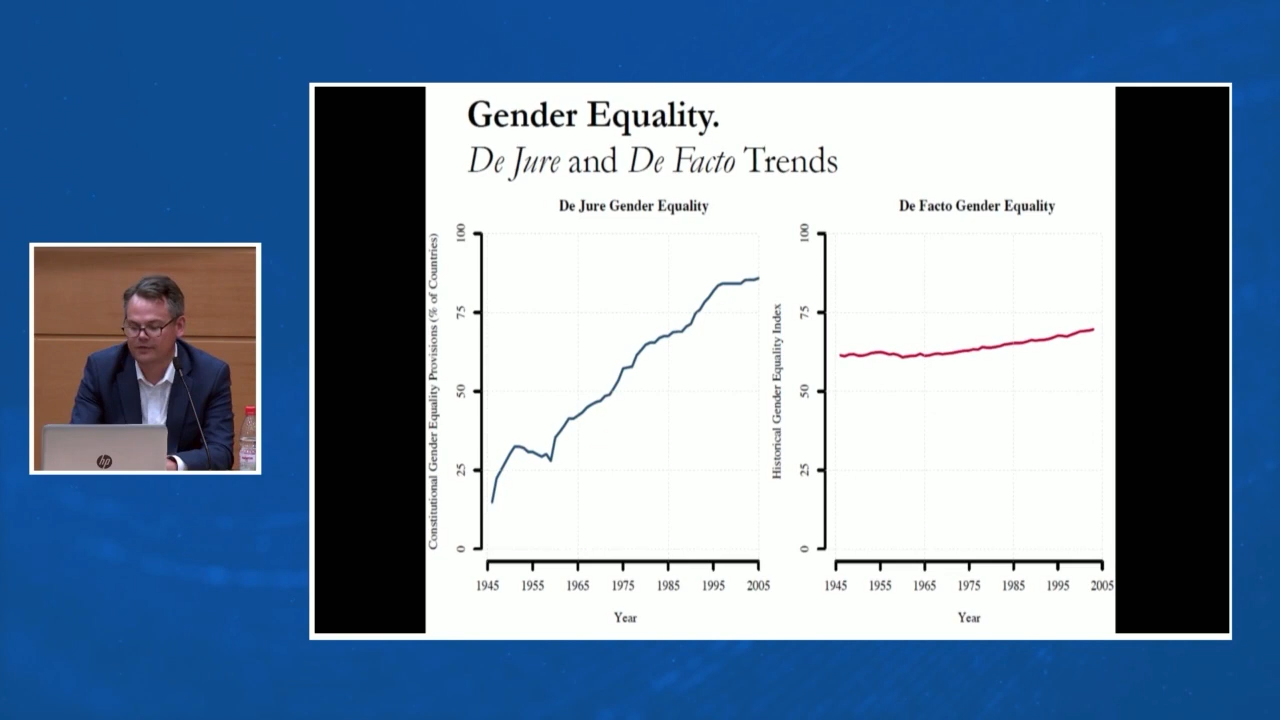 Gender Equality.
De Jure and De Facto Trends
De Jure Gender Equality
Constitutional Gender Equality Provisions (% of Countries)
100
75
50
25
0
1945 1955 1965 1975 1985 1995 2005
Year
De Facto Gender Equality
Historical Gender Equality Index
100
75
50
25
0
1945 1955 1965 1975 1985 1995 2005
Year
hp